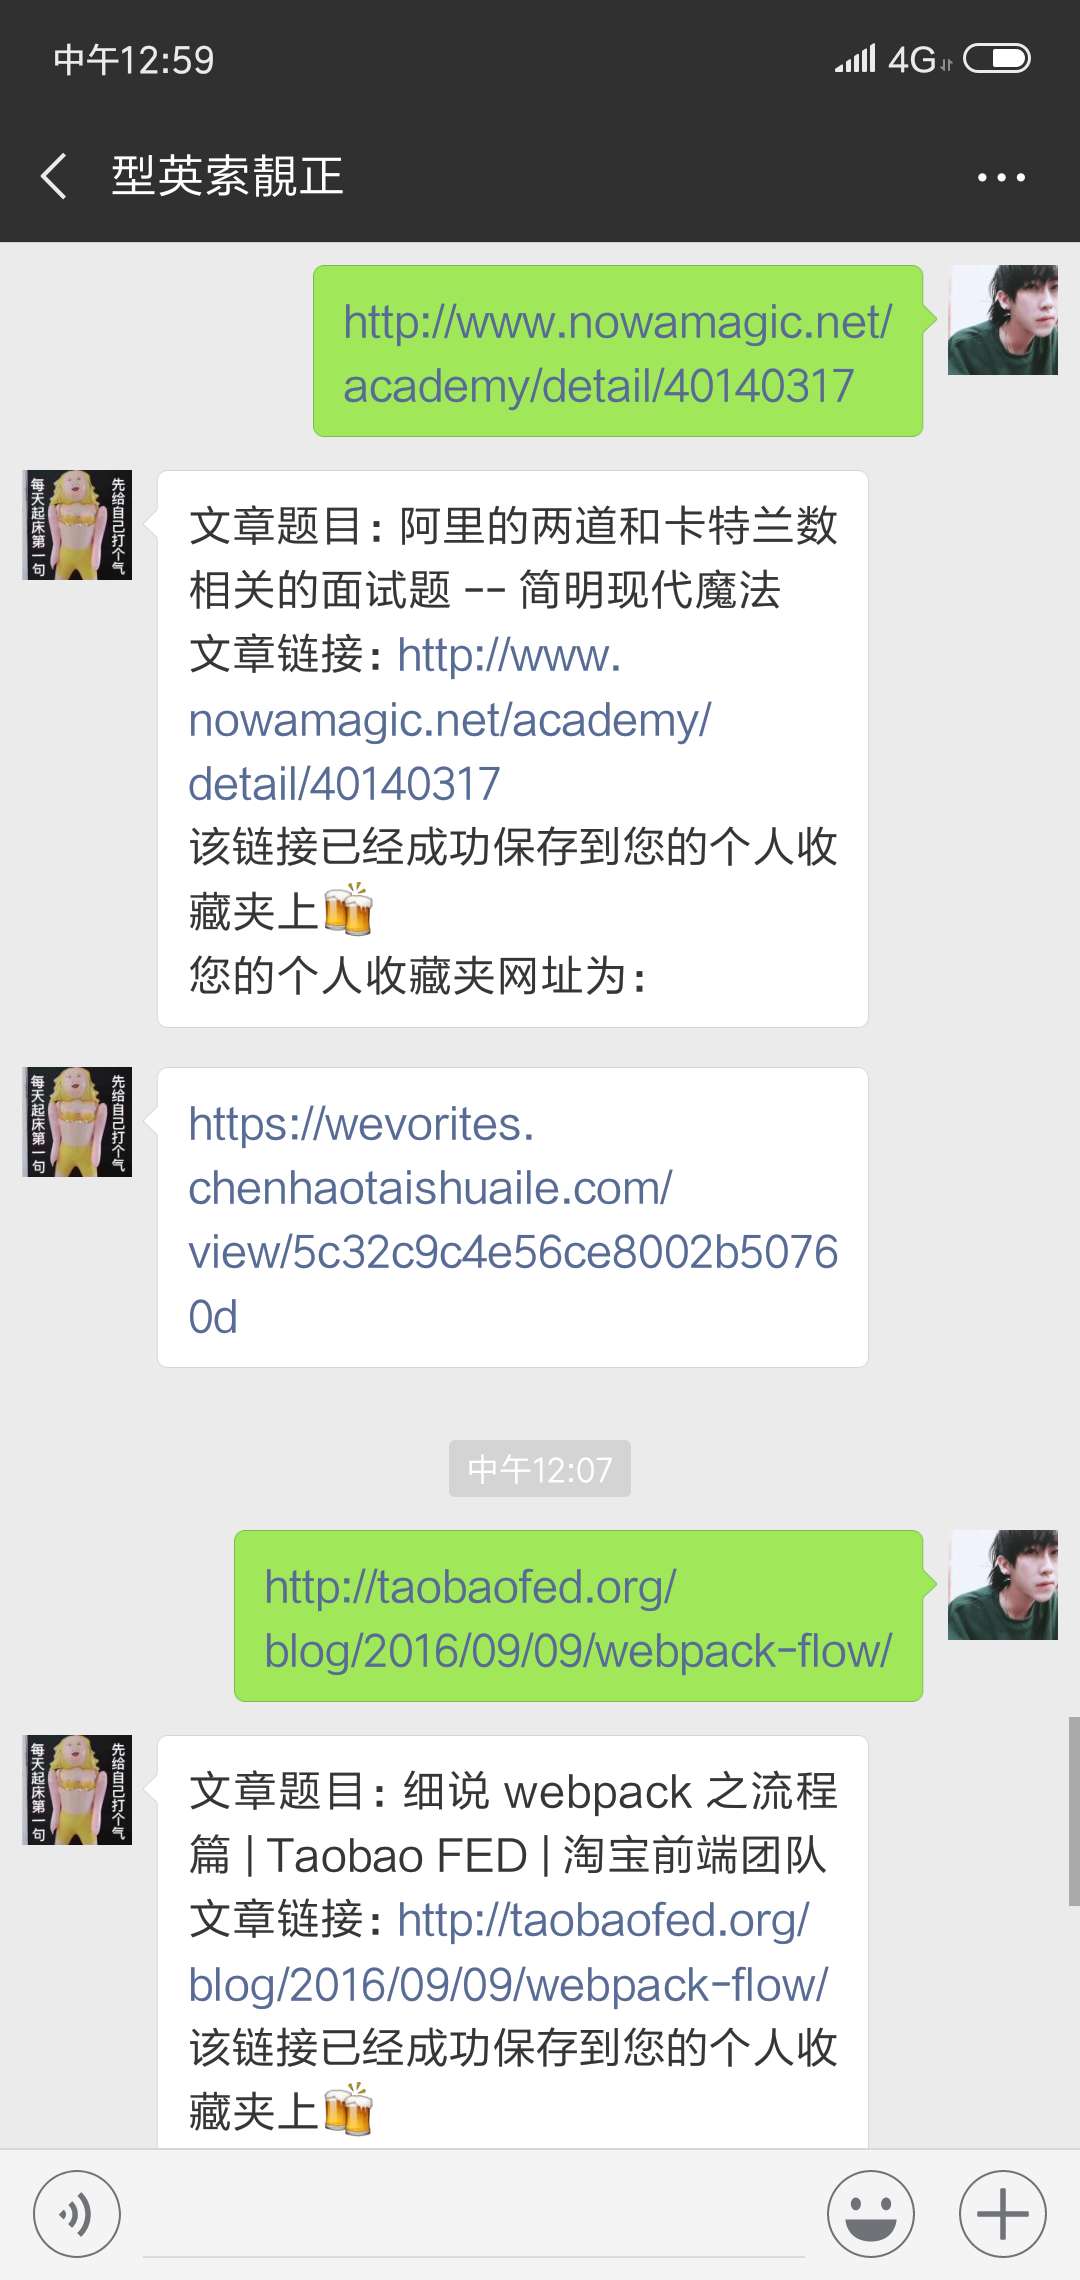 中午12:59
4G
型英索靚正
http://www.nowamagic.net/
academy/detail/40140317
每天起床第一句
先给自己打个气
文章题目：阿里的两道和卡特兰数
相关的面试题 -- 简明现代魔法
文章链接：http://www.
nowamagic.net/academy/
detail/40140317
该链接已经成功保存到您的个人收
藏夹上🍻
您的个人收藏夹网址为：
每天起床第一句
先给自己打个气
https://wevorites.
chenhaotaishuaile.com/
view/5c32c9c4e56ce8002b5076
0d
中午12:07
http://taobaofed.org/
blog/2016/09/09/webpack-flow/
每天起床第一句
先给自己打个气
文章题目：细说 webpack 之流程
篇 | Taobao FED | 淘宝前端团队
文章链接：http://taobaofed.org/
blog/2016/09/09/webpack-flow/
该链接已经成功保存到您的个人收
藏夹上🍻